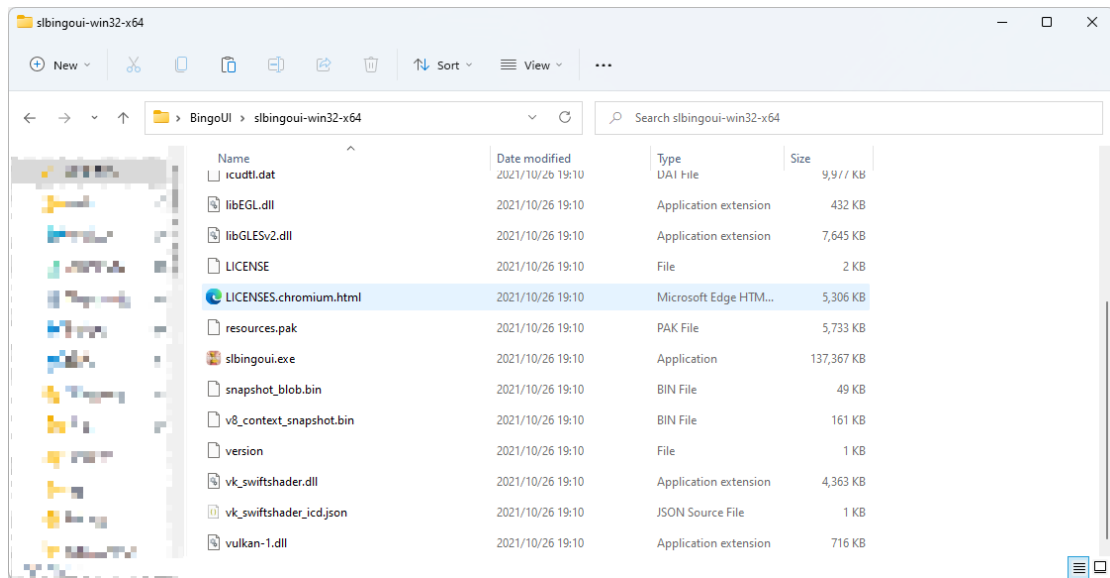 slbingoui-win32-x64
New Sort View
BingoUI > slbingoui-win32-x64 Search slbingoui-win32-x64
Name Date modified Type Size
icudtl.dat 2021/10/26 19:10 DAT File 9,977 KB
libEGL.dll 2021/10/26 19:10 Application extension 432 KB
libGLESv2.dll 2021/10/26 19:10 Application extension 7,645 KB
LICENSE 2021/10/26 19:10 File 2 KB
LICENSES.chromium.html 2021/10/26 19:10 Microsoft Edge HTM... 5,306 KB
resources.pak 2021/10/26 19:10 PAK File 5,733 KB
slbingoui.exe 2021/10/26 19:10 Application 137,367 KB
snapshot_blob.bin 2021/10/26 19:10 BIN File 49 KB
v8_context_snapshot.bin 2021/10/26 19:10 BIN File 161 KB
version 2021/10/26 19:10 File 1 KB
vk_swiftshader.dll 2021/10/26 19:10 Application extension 4,363 KB
vk_swiftshader_icd.json 2021/10/26 19:10 JSON Source File 1 KB
vulkan-1.dll 2021/10/26 19:10 Application extension 716 KB